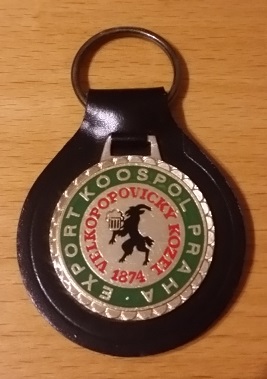 EXPORT KOOSPOL PRAHA
VELKOPOPOVICKÝ KOZEL
1874